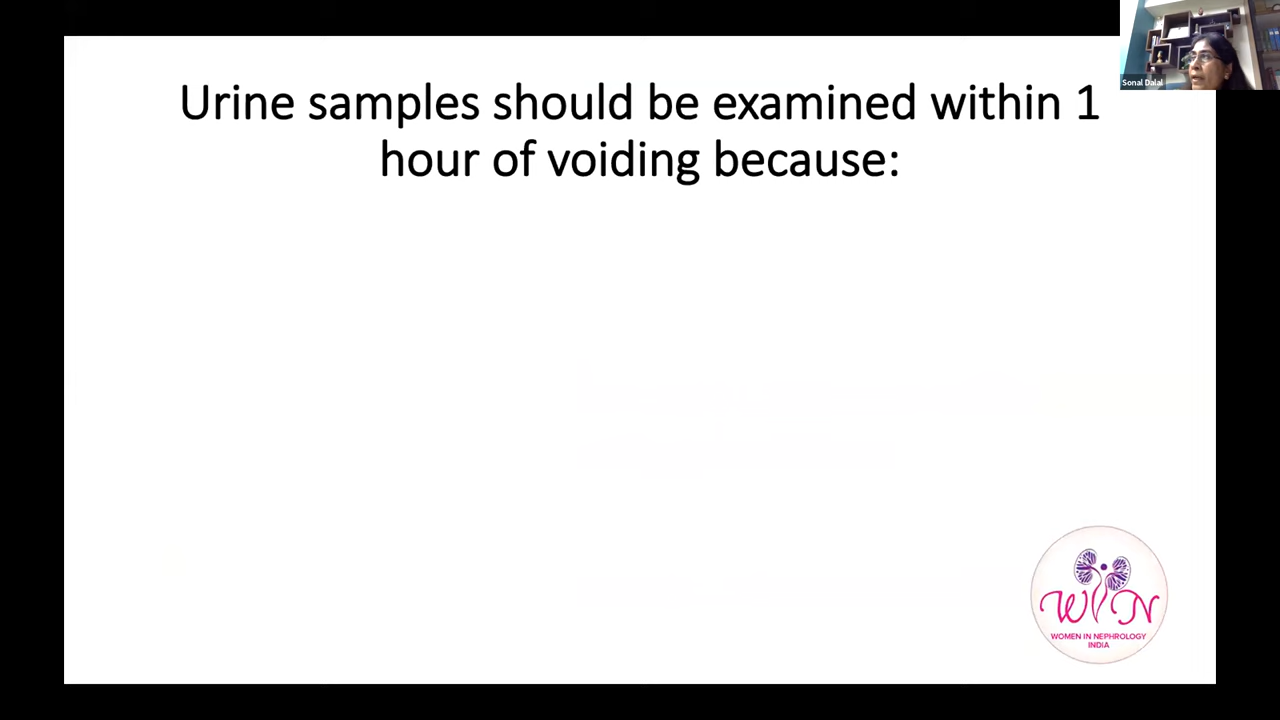 Urine samples should be examined within 1
hour of voiding because:
Sonal Dalal
WIN
WOMEN IN NEPHROLOGY
INDIA